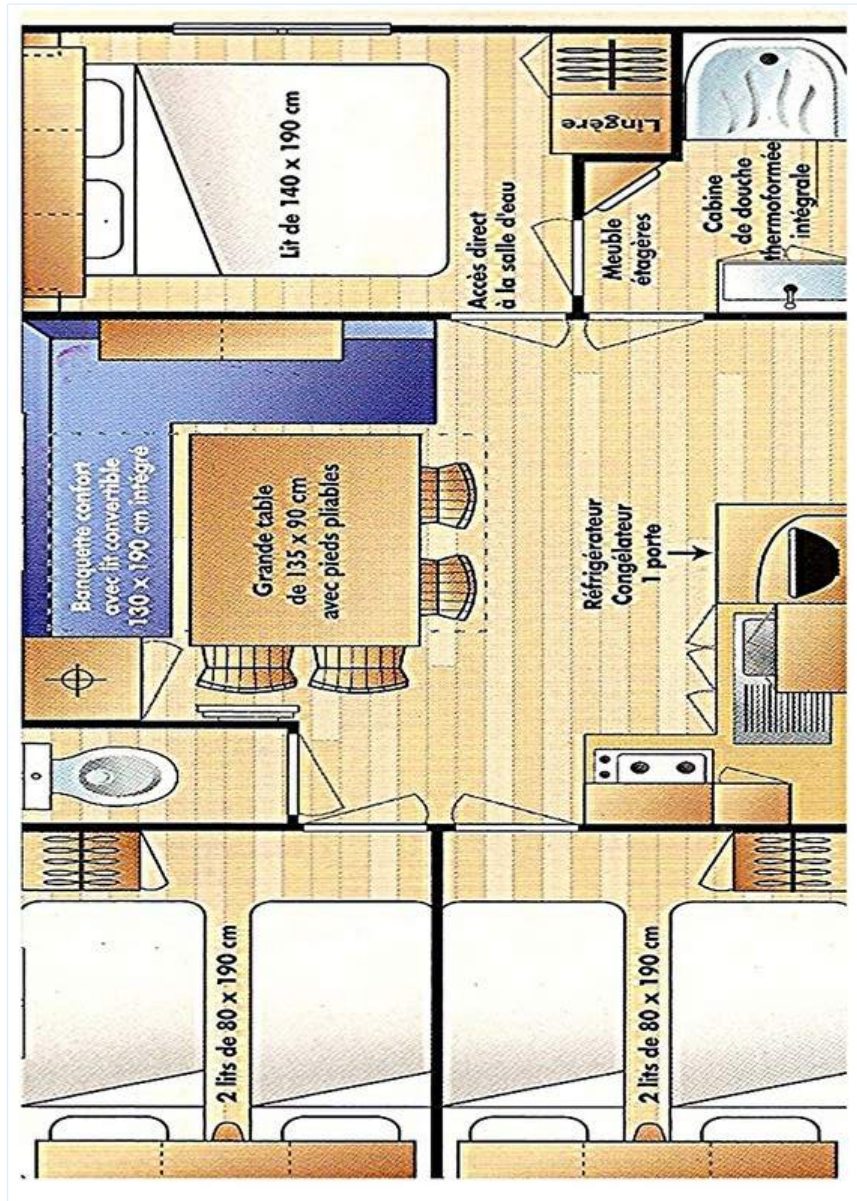 Lit de 140 x 190 cm
Lingère
Accès direct
à la salle d'eau
Meuble
étagères
Cabine
de douche
thermoformée
intégrale
Banquette confort
avec lit convertible
130 x 190 cm intégré
Grande table
de 135 x 90 cm
avec pieds pliables
Réfrigérateur
Congélateur
1 porte
2 lits de 80 x 190 cm
2 lits de 80 x 190 cm